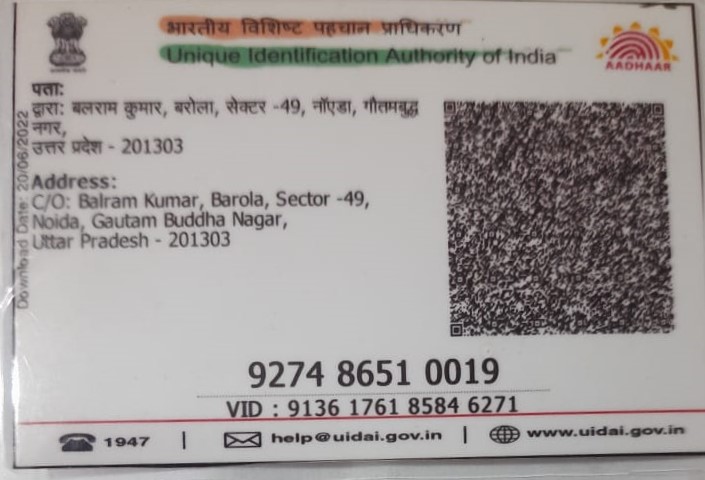 भारतीय विशिष्ट पहचान प्राधिकरण
Unique Identification Authority of India
AADHAAR
पता:
द्वारा: बलराम कुमार, बरोला, सेक्टर -49, नॉएडा, गौतमबुद्ध
नगर,
उत्तर प्रदेश - 201303
Address:
C/O: Balram Kumar, Barola, Sector -49,
Noida, Gautam Buddha Nagar,
Uttar Pradesh - 201303
Download Date: 20/06/2022
9274 8651 0019
VID : 9136 1761 8584 6271
1947 | help@uidai.gov.in | www.uidai.gov.in